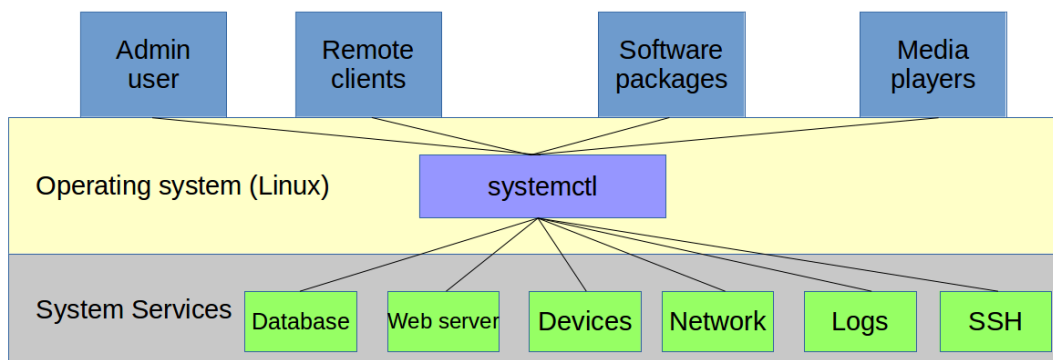 Admin
user
Remote
clients
Software
packages
Media
players
Operating system (Linux)
systemctl
System Services
Database
Web server
Devices
Network
Logs
SSH